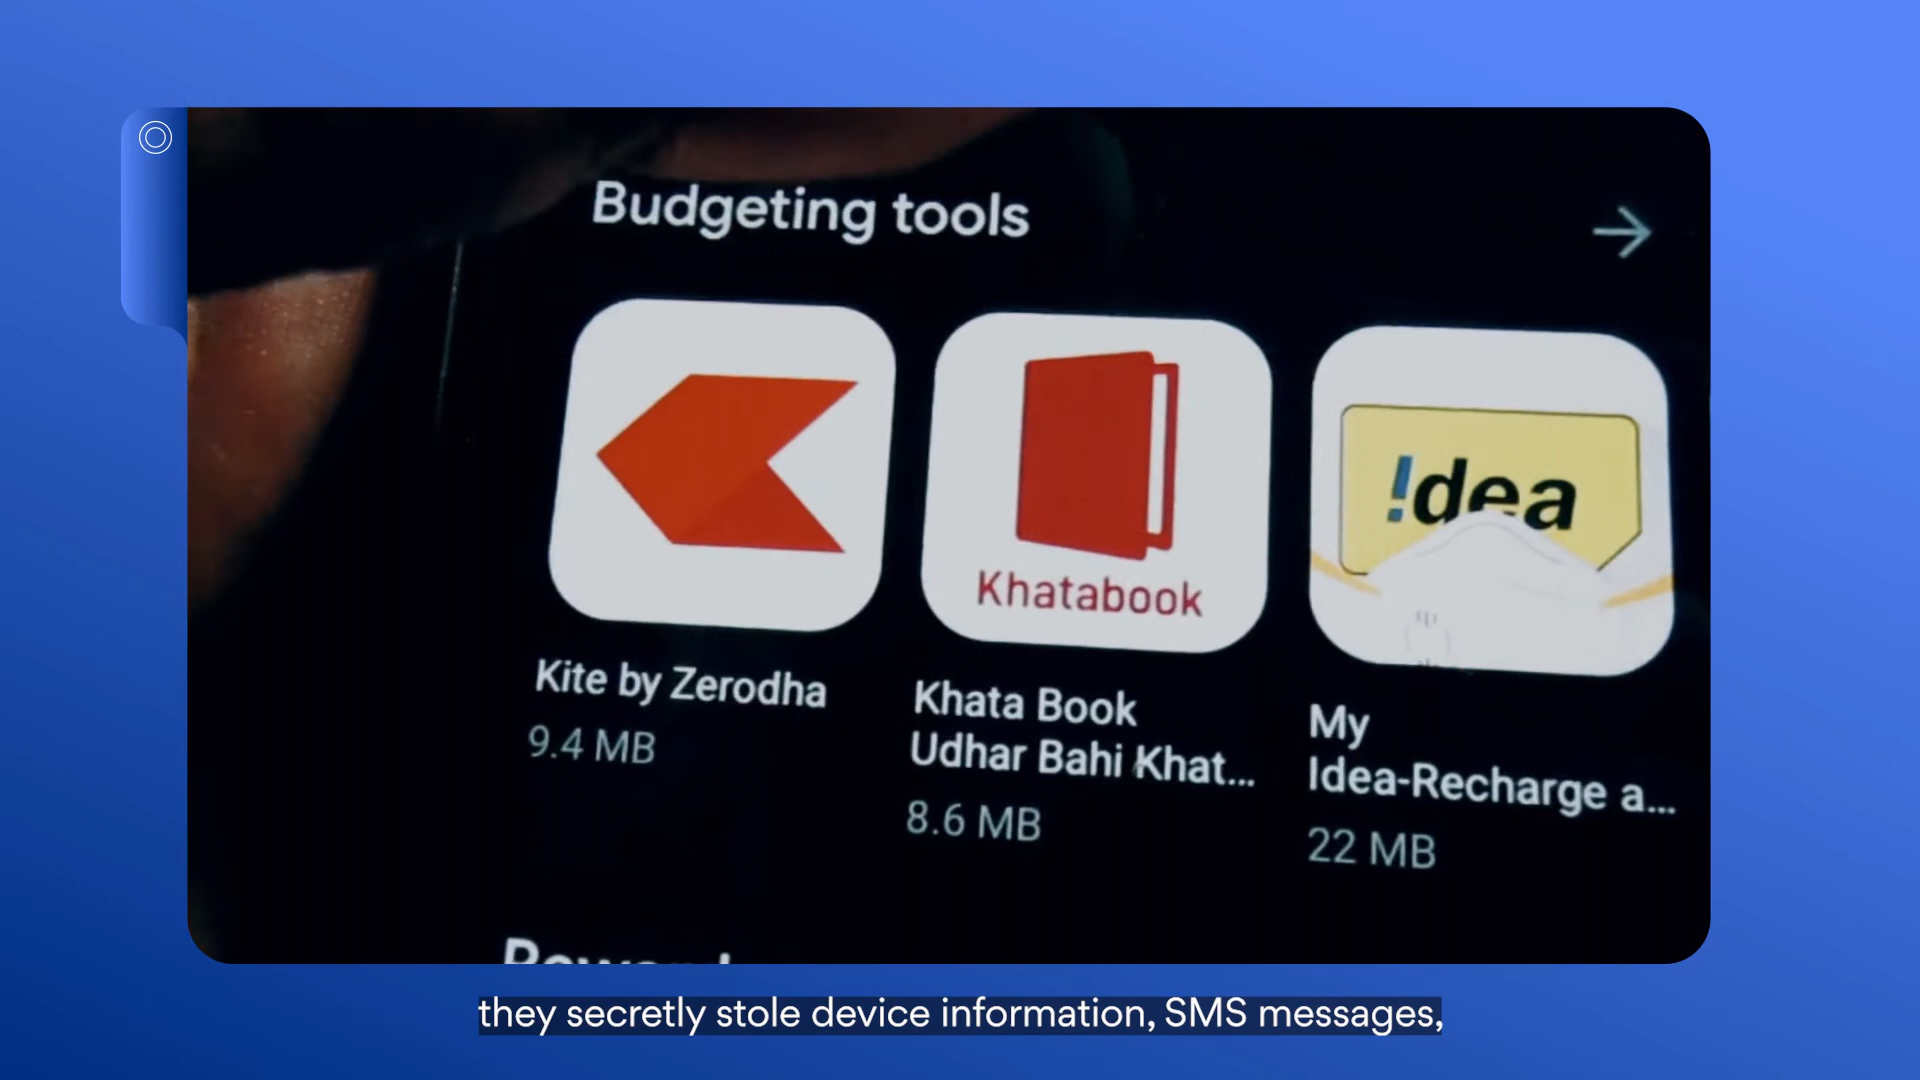 Budgeting tools
!dea
Khatabook
Kite by Zerodha
9.4 MB
Khata Book
Udhar Bahi Khat...
8.6 MB
My
Idea-Recharge a...
22 MB
they secretly stole device information, SMS messages,